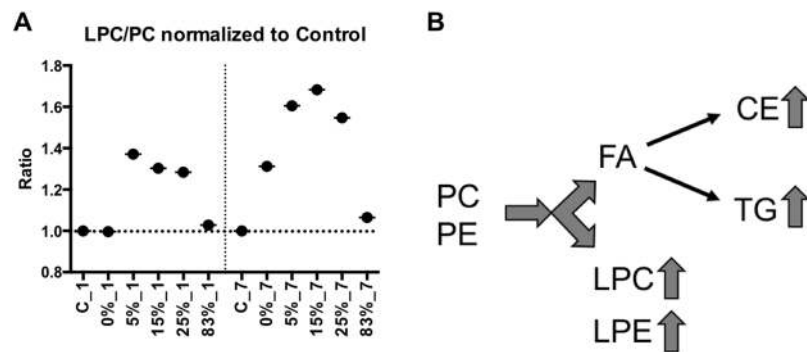 A
LPC/PC normalized to Control
1.8
1.6
1.4
1.2
1.0
0.8
Ratio
C_1
0%_1
5%_1
15%_1
25%_1
83%_1
C_7
0%_7
5%_7
15%_7
25%_7
83%_7
B
PC
PE
FA
CE
TG
LPC
LPE